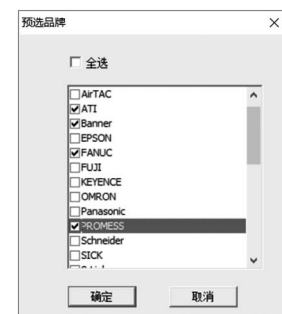 预选品牌
全选
AirTAC
ATI
Banner
EPSON
FANUC
FUJI
KEYENCE
OMRON
Panasonic
PROMESS
Schneider
SICK
确定 取消